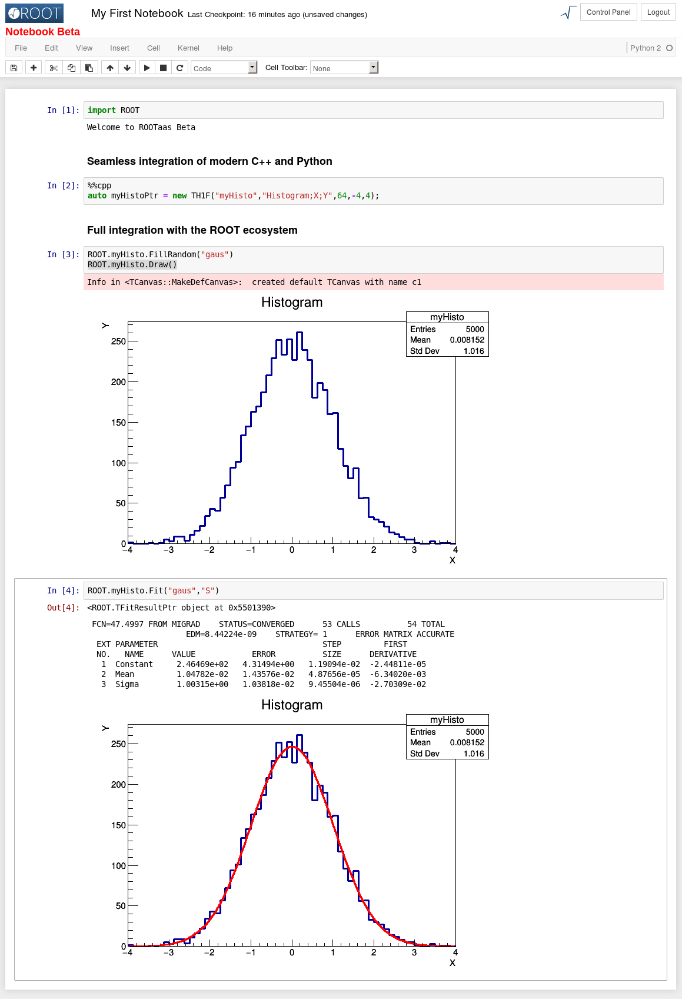 ROOT
My First Notebook Last Checkpoint: 16 minutes ago (unsaved changes)
Control Panel Logout
Notebook Beta
File Edit View Insert Cell Kernel Help
Python 2
Code Cell Toolbar: None
In [1]: import ROOT
Welcome to ROOTaas Beta
Seamless integration of modern C++ and Python
In [2]: %%cpp
auto myHistoPtr = new TH1F("myHisto","Histogram;X;Y",64,-4,4);
Full integration with the ROOT ecosystem
In [3]: ROOT.myHisto.FillRandom("gaus")
ROOT.myHisto.Draw()
Info in <TCanvas::MakeDefCanvas>:  created default TCanvas with name c1
Histogram
myHisto
Entries 5000
Mean 0.008152
Std Dev 1.016
Y
250
200
150
100
50
0
−4 −3 −2 −1 0 1 2 3 4
X
In [4]: ROOT.myHisto.Fit("gaus","S")
Out[4]: <ROOT.TFitResultPtr object at 0x5501390>
FCN=47.4997 FROM MIGRAD    STATUS=CONVERGED      53 CALLS          54 TOTAL
EDM=8.44224e-09    STRATEGY= 1      ERROR MATRIX ACCURATE
EXT PARAMETER                                   STEP         FIRST
NO.   NAME      VALUE            ERROR          SIZE      DERIVATIVE
1  Constant     2.46469e+02   4.31494e+00   1.19094e-02  -2.44811e-05
2  Mean         1.04782e-02   1.43576e-02   4.87656e-05  -6.34020e-03
3  Sigma        1.00315e+00   1.03818e-02   9.45504e-06  -2.70309e-02
Histogram
myHisto
Entries 5000
Mean 0.008152
Std Dev 1.016
Y
250
200
150
100
50
0
−4 −3 −2 −1 0 1 2 3 4
X